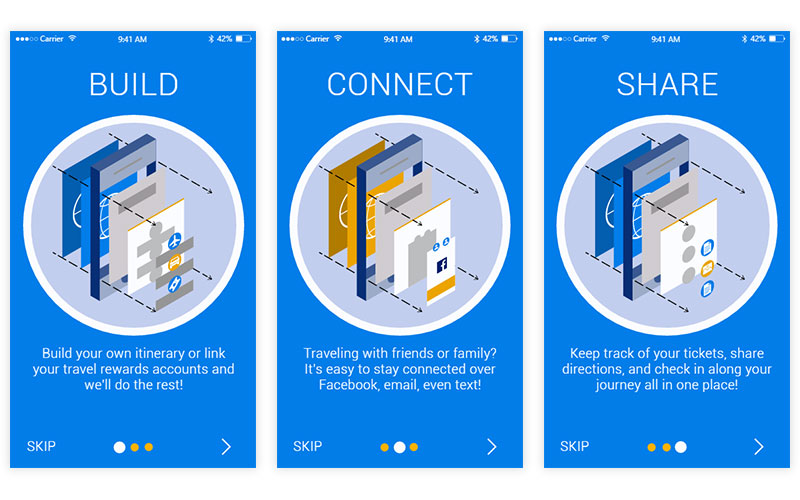 Carrier 9:41 AM 42%
BUILD
Build your own itinerary or link
your travel rewards accounts and
we'll do the rest!
SKIP
Carrier 9:41 AM 42%
CONNECT
f
Traveling with friends or family?
It's easy to stay connected over
Facebook, email, even text!
SKIP
Carrier 9:41 AM 42%
SHARE
Keep track of your tickets, share
directions, and check in along your
journey all in one place!
SKIP